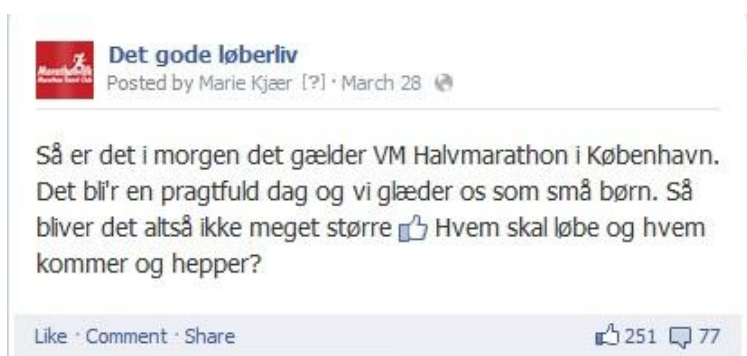 Det gode løberliv
Posted by Marie Kjær [?] · March 28
Så er det i morgen det gælder VM Halvmarathon i København.
Det bli'r en pragtfuld dag og vi glæder os som små børn. Så
bliver det altså ikke meget større Hvem skal løbe og hvem
kommer og hepper?
Like · Comment · Share 251 77